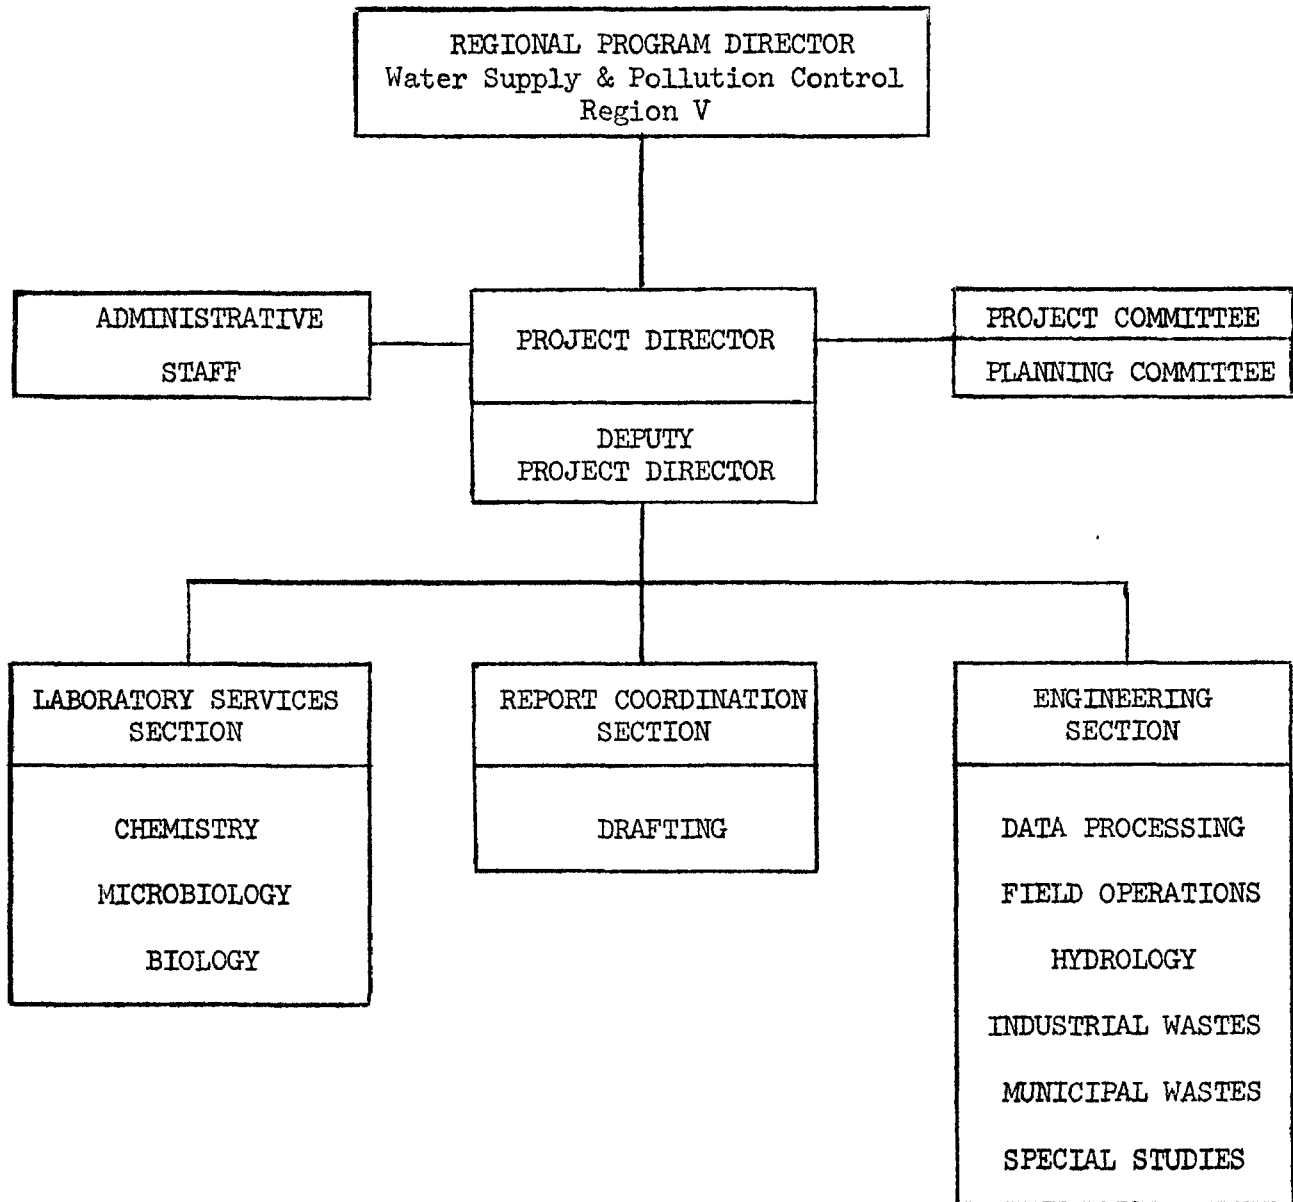 REGIONAL PROGRAM DIRECTOR
Water Supply & Pollution Control
Region V
ADMINISTRATIVE
STAFF
PROJECT DIRECTOR
DEPUTY
PROJECT DIRECTOR
PROJECT COMMITTEE
PLANNING COMMITTEE
LABORATORY SERVICES
SECTION
CHEMISTRY
MICROBIOLOGY
BIOLOGY
REPORT COORDINATION
SECTION
DRAFTING
ENGINEERING
SECTION
DATA PROCESSING
FIELD OPERATIONS
HYDROLOGY
INDUSTRIAL WASTES
MUNICIPAL WASTES
SPECIAL STUDIES